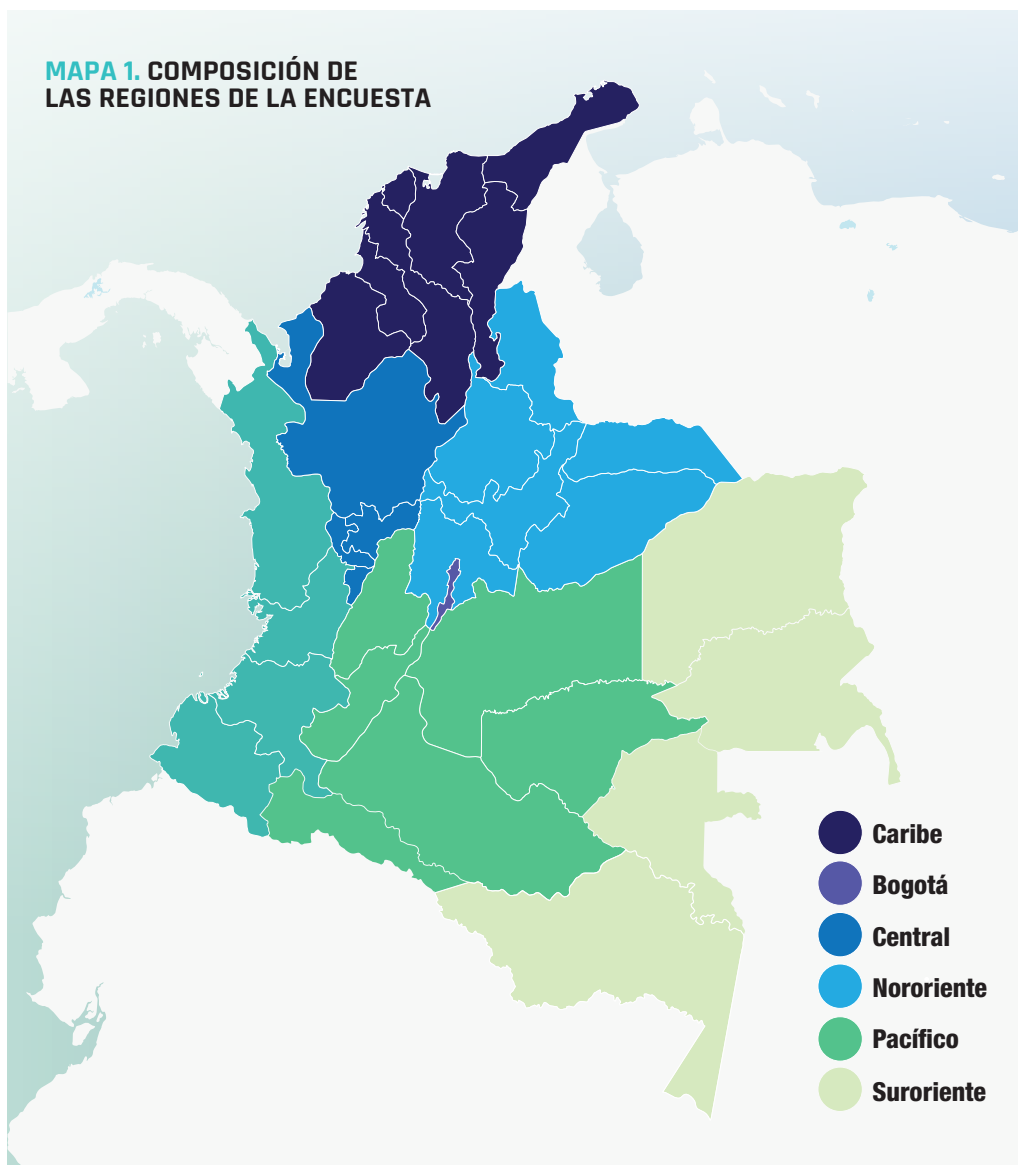 MAPA 1. COMPOSICIÓN DE
LAS REGIONES DE LA ENCUESTA
Caribe
Bogotá
Central
Nororiente
Pacífico
Suroriente